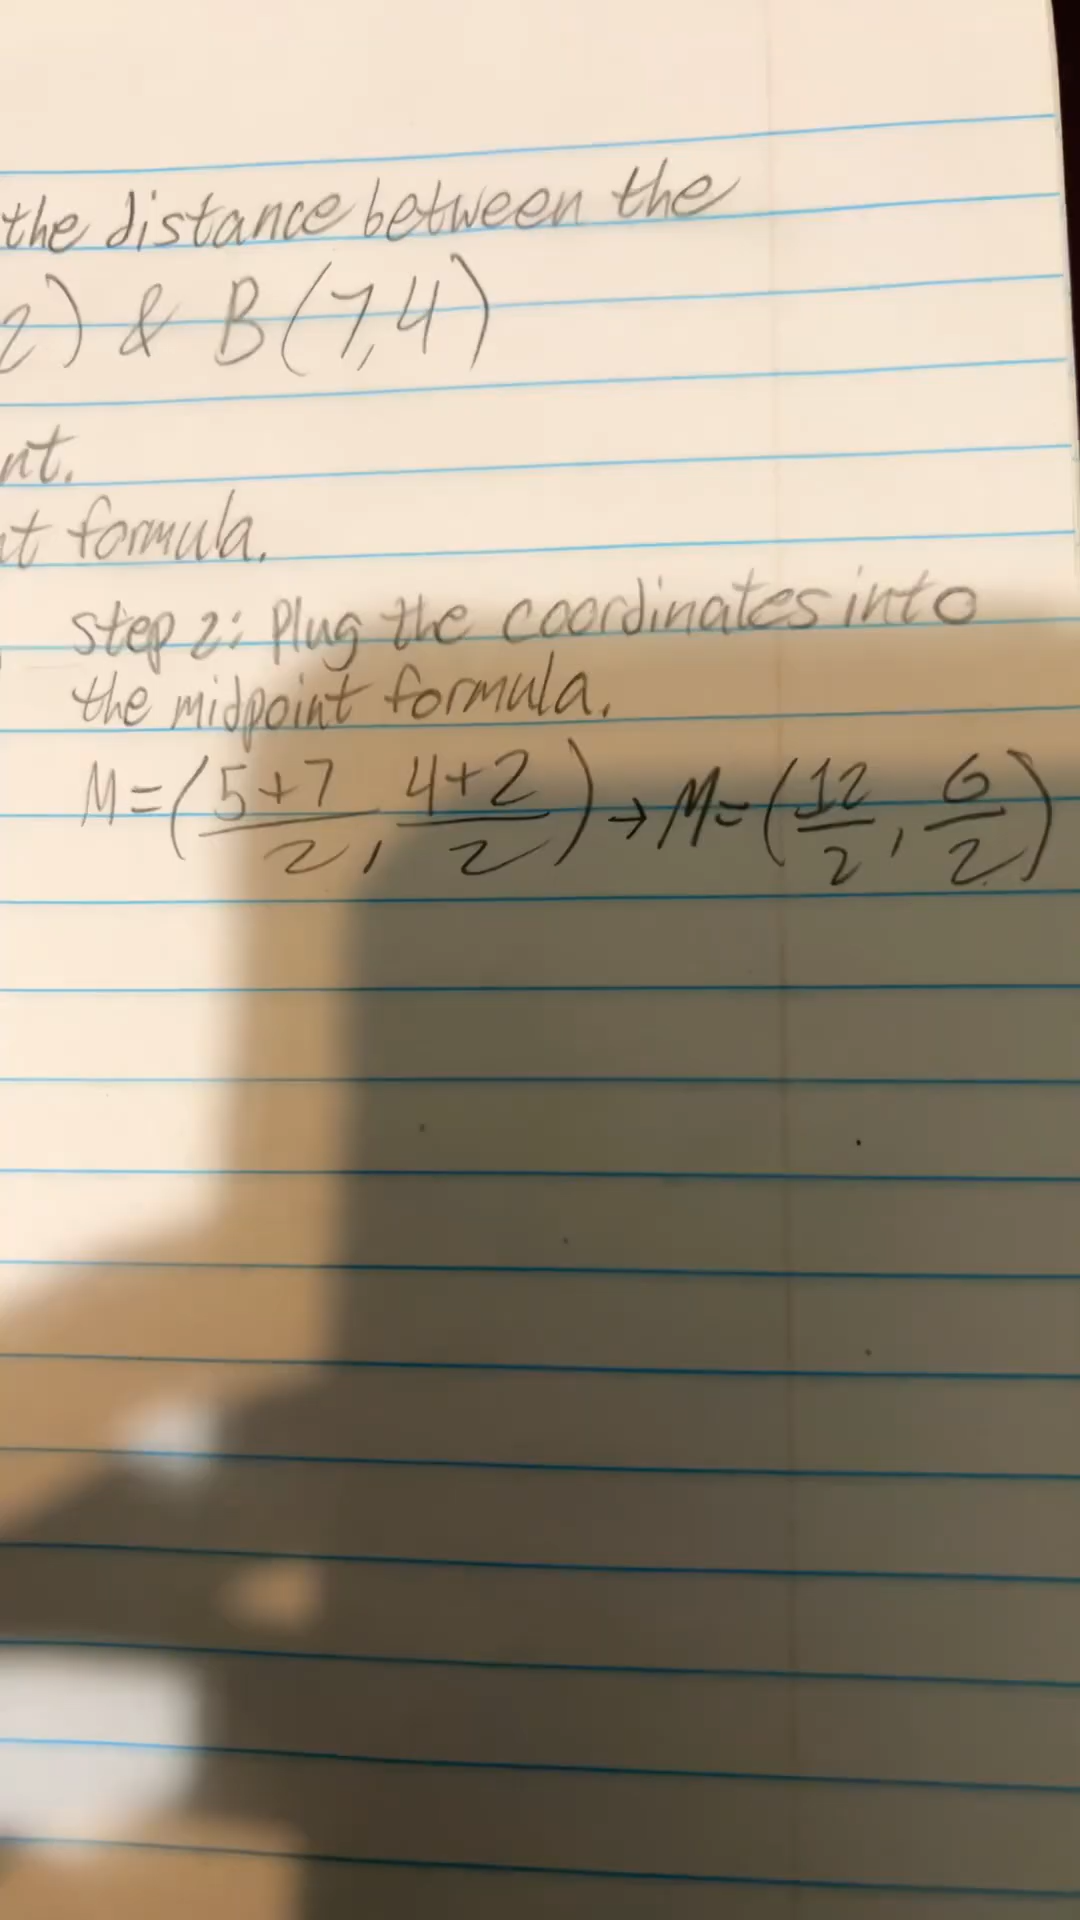 the distance between the
2) & B(7,4)
nt.
t formula.
Step 2: Plug the coordinates into
the midpoint formula.
M=(5+7/2, 4+2/2)→M=(12/2, 6/2)